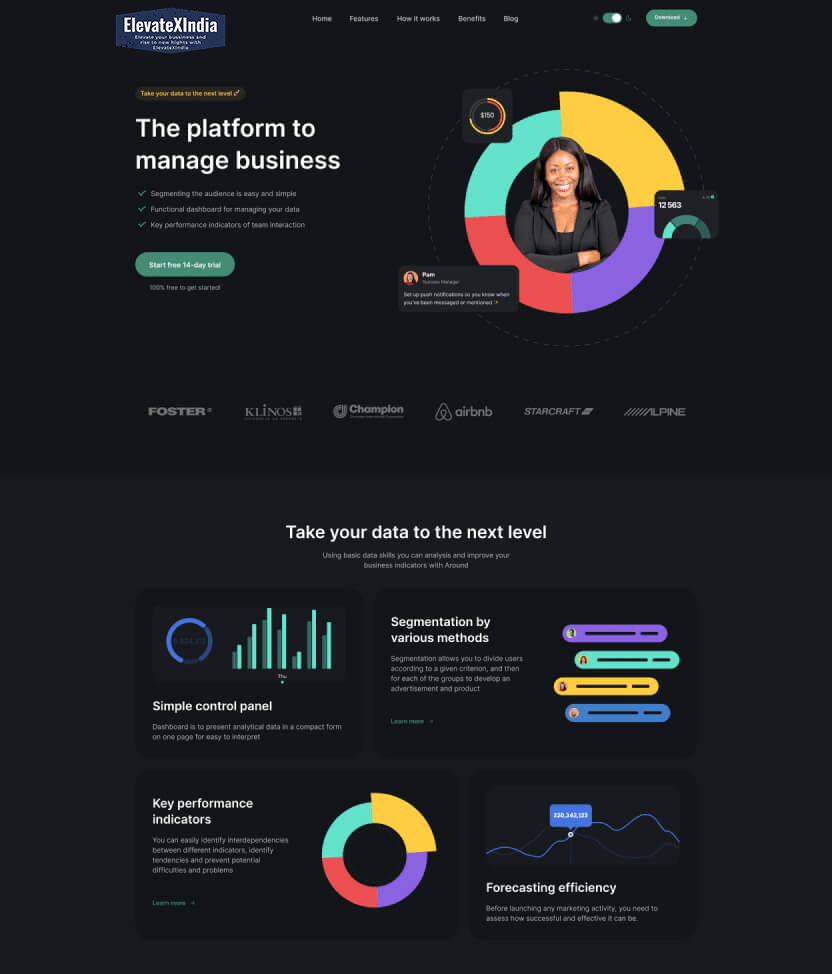 ElevateXIndia
Elevate your bussiness and
rise to new hights with
ElevateXIndia
Home Features How it works Benefits Blog
Download ↓
Take your data to the next level 🚀
The platform to
manage business
Segmenting the audience is easy and simple
Functional dashboard for managing your data
Key performance indicators of team interaction
Start free 14-day trial
100% free to get started!
$150
12 563
Pam
Success Manager
Set up push notifications so you know when
you've been messaged or mentioned
FOSTER
KLINOS
Champion
airbnb
STARCRAFT
ALPINE
Take your data to the next level
Using basic data skills you can analysis and improve your
business indicators with Around
Thu
Simple control panel
Dashboard is to present analytical data in a compact form
on one page for easy to interpret
Segmentation by
various methods
Segmentation allows you to divide users
according to a given criterion, and then
for each of the groups to develop an
advertisement and product
Learn more →
Key performance
indicators
You can easily identify interdependencies
between different indicators, identify
tendencies and prevent potential
difficulties and problems
Learn more →
220,342,123
Forecasting efficiency
Before launching any marketing activity, you need to
assess how successful and effective it can be.